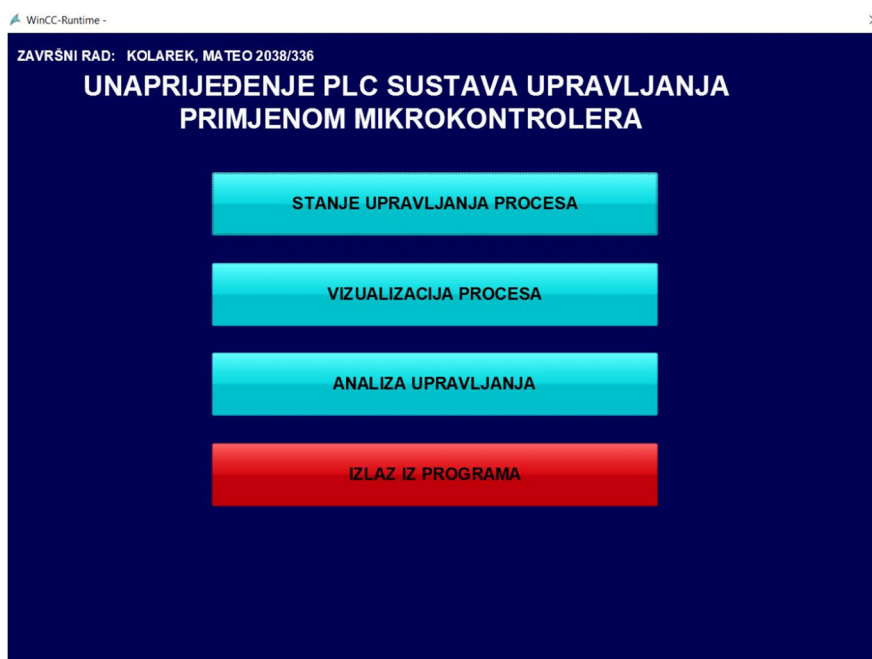 WinCC-Runtime -
ZAVRŠNI RAD: KOLAREK, MATEO 2038/336
UNAPRIJEĐENJE PLC SUSTAVA UPRAVLJANJA
PRIMJENOM MIKROKONTROLERA
STANJE UPRAVLJANJA PROCESA
VIZUALIZACIJA PROCESA
ANALIZA UPRAVLJANJA
IZLAZ IZ PROGRAMA